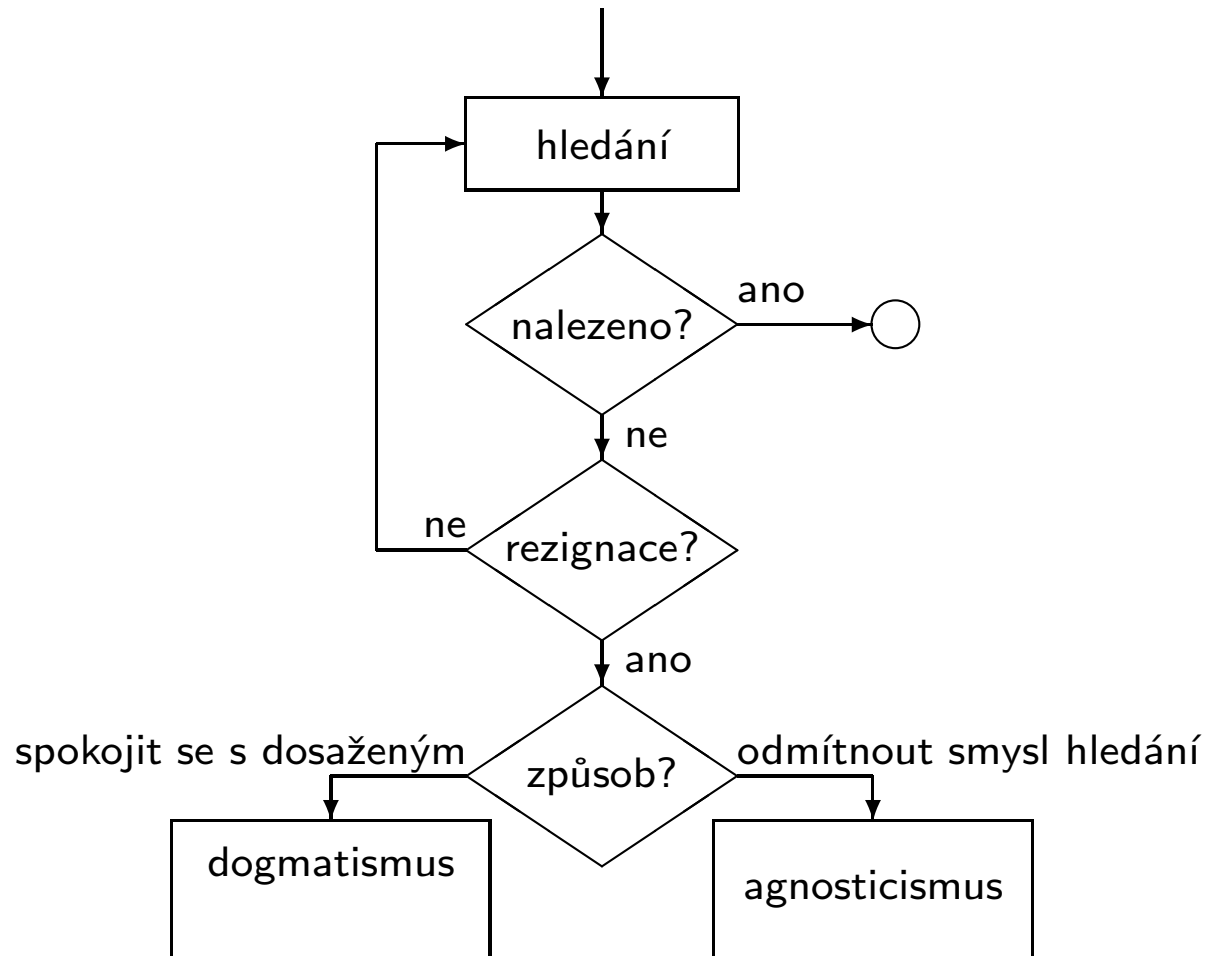 hledání
ano
nalezeno?
ne
ne
rezignace?
ano
spokojit se s dosaženým
odmítnout smysl hledání
způsob?
dogmatismus
agnosticismus